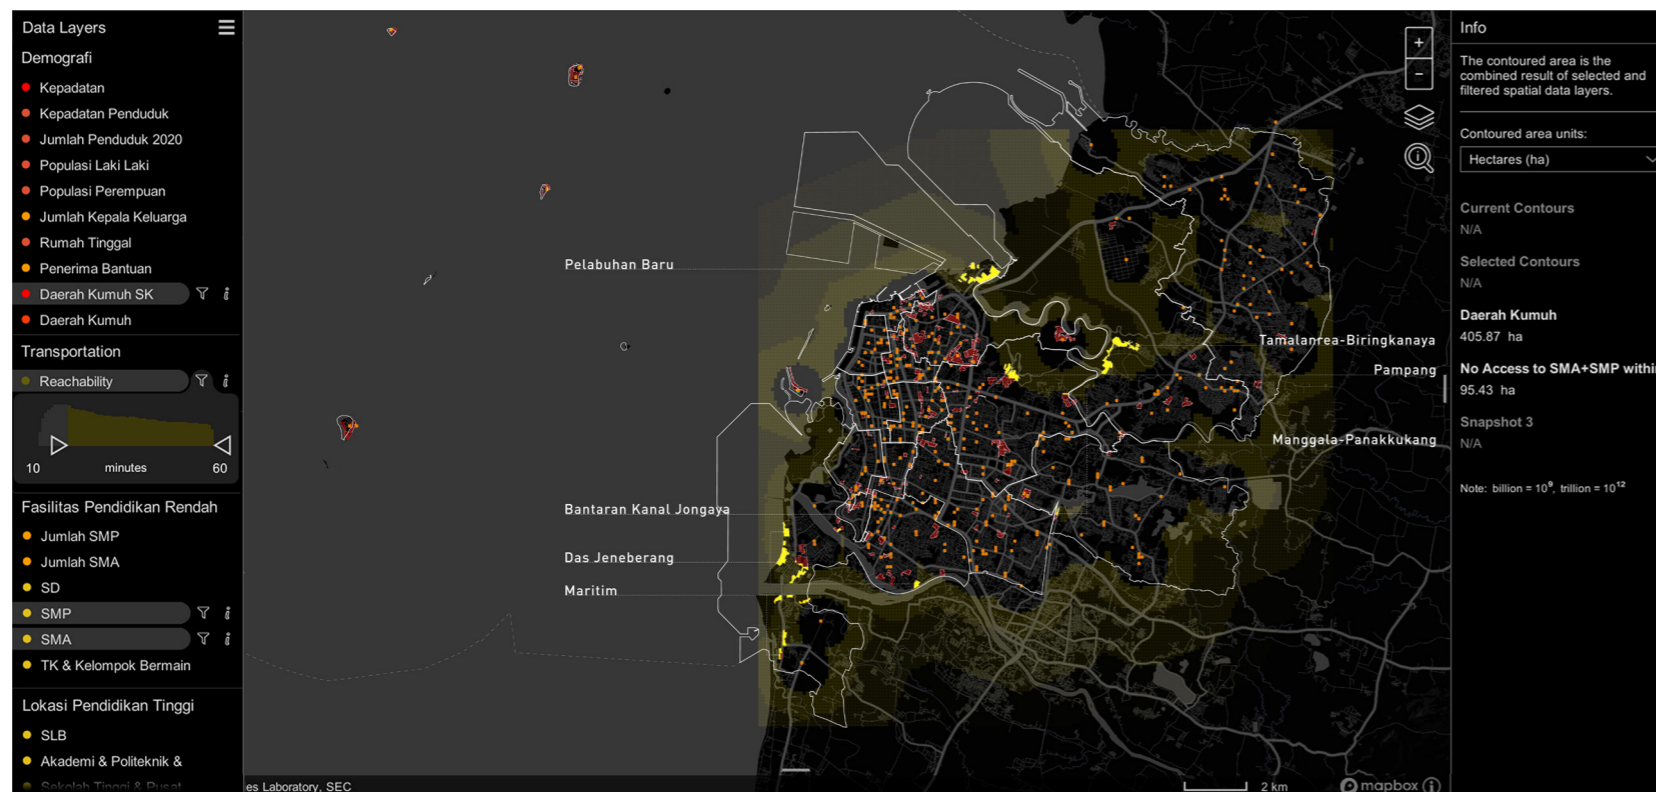 Data Layers
Demografi
Kepadatan
Kepadatan Penduduk
Jumlah Penduduk 2020
Populasi Laki Laki
Populasi Perempuan
Jumlah Kepala Keluarga
Rumah Tinggal
Penerima Bantuan
Daerah Kumuh SK
Daerah Kumuh
Transportation
Reachability
10 minutes 60
Fasilitas Pendidikan Rendah
Jumlah SMP
Jumlah SMA
SD
SMP
SMA
TK & Kelompok Bermain
Lokasi Pendidikan Tinggi
SLB
Akademi & Politeknik &
Sekolah Tinggi & Pusat
Pelabuhan Baru
Bantaran Kanal Jongaya
Das Jeneberang
Maritim
Tamalanrea-Biringkanaya
Pampang
Manggala-Panakkukang
es Laboratory, SEC
2 km
mapbox
+
-
Info
The contoured area is the
combined result of selected and
filtered spatial data layers.
Contoured area units:
Hectares (ha)
Current Contours
N/A
Selected Contours
N/A
Daerah Kumuh
405.87 ha
No Access to SMA+SMP within
95.43 ha
Snapshot 3
N/A
Note: billion = 10⁹, trillion = 10¹²